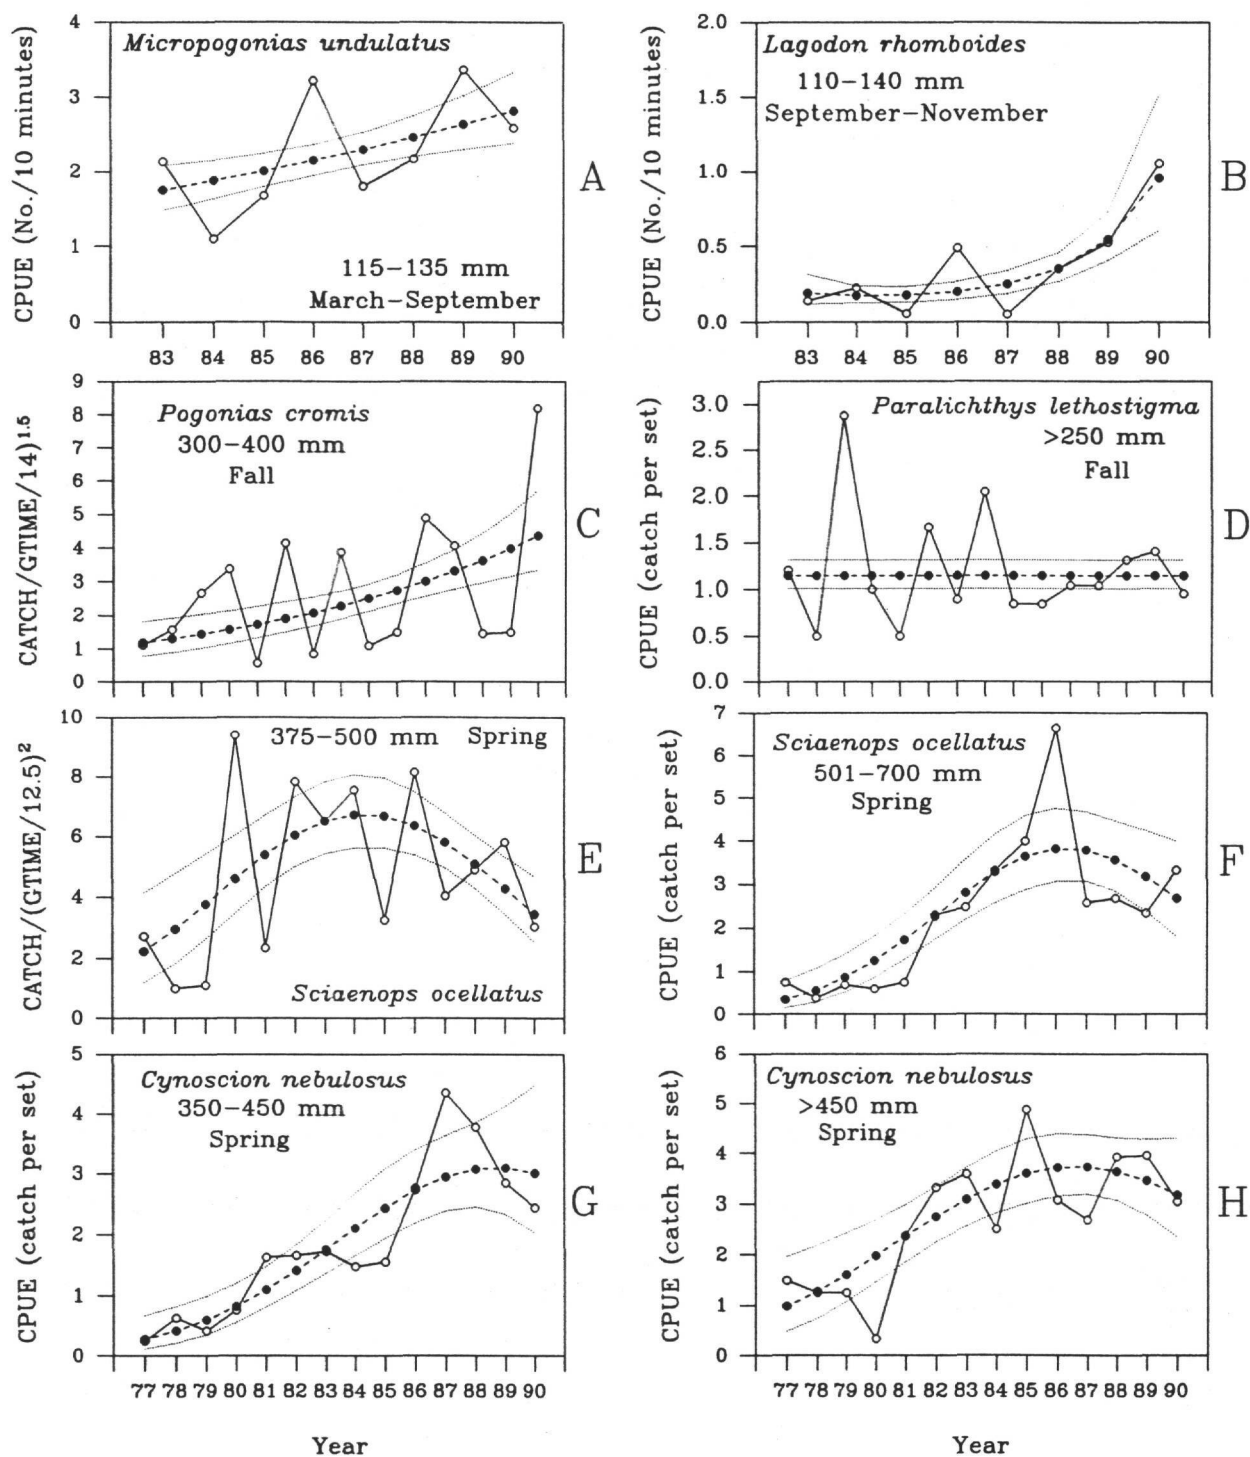 CPUE (No./10 minutes)
4
3
2
1
0
Micropogonias undulatus
115-135 mm
March-September
83 84 85 86 87 88 89 90
A
CPUE (No./10 minutes)
2.0
1.5
1.0
0.5
0.0
Lagodon rhomboides
110-140 mm
September-November
83 84 85 86 87 88 89 90
B
CATCH/GTIME/14)1.5
9
8
7
6
5
4
3
2
1
0
Pogonias cromis
300-400 mm
Fall
C
CPUE (catch per set)
3.0
2.5
2.0
1.5
1.0
0.5
0.0
Paralichthys lethostigma
>250 mm
Fall
D
CATCH/(GTIME/12.5)2
10
8
6
4
2
0
375-500 mm Spring
Sciaenops ocellatus
E
CPUE (catch per set)
7
6
5
4
3
2
1
0
Sciaenops ocellatus
501-700 mm
Spring
F
CPUE (catch per set)
5
4
3
2
1
0
Cynoscion nebulosus
350-450 mm
Spring
77 78 79 80 81 82 83 84 85 86 87 88 89 90
Year
G
CPUE (catch per set)
6
5
4
3
2
1
0
Cynoscion nebulosus
>450 mm
Spring
77 78 79 80 81 82 83 84 85 86 87 88 89 90
Year
H